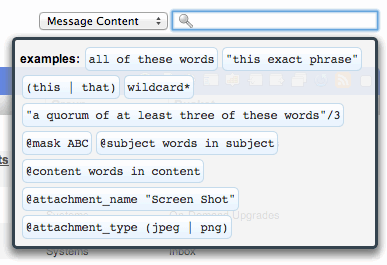 Message Content
examples: all of these words "this exact phrase"
(this | that) wildcard*
"a quorum of at least three of these words"/3
@mask ABC @subject words in subject
@content words in content
@attachment_name "Screen Shot"
@attachment_type (jpeg | png)
Systems Inbox